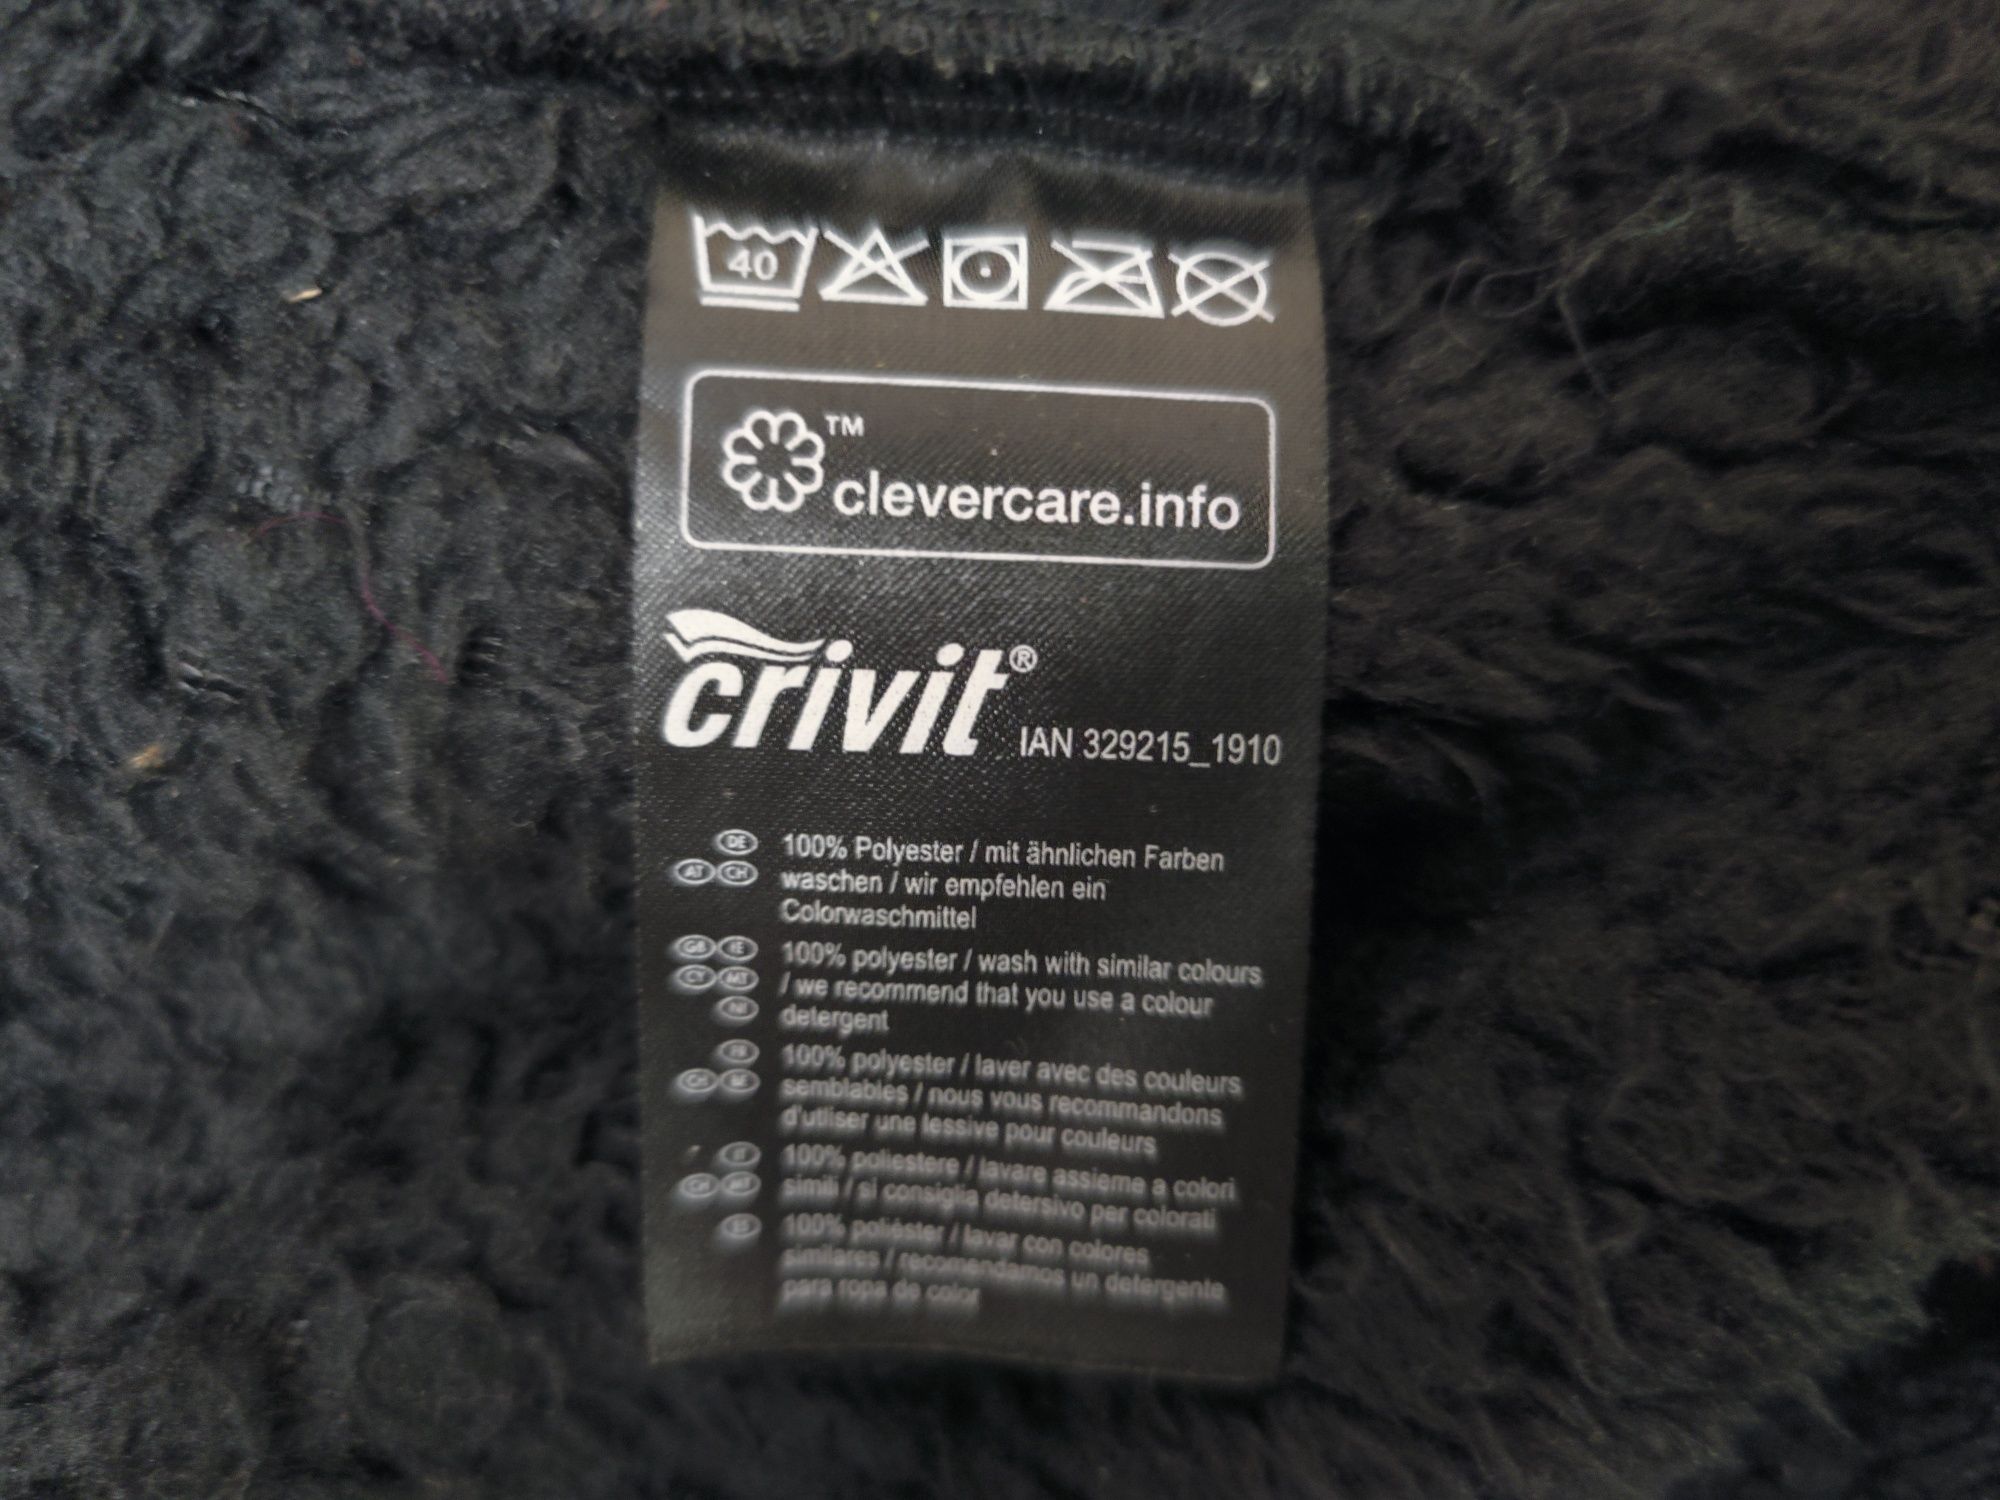 40
TM
clevercare.info
crivit®
IAN 329215_1910
DE 100% Polyester / mit ähnlichen Farben
AT CH waschen / wir empfehlen ein
Colorwaschmittel
GB IE 100% polyester / wash with similar colours
CY MT / we recommend that you use a colour
NI detergent
FR 100% polyester / laver avec des couleurs
CH BE semblables / nous vous recommandons
d'utiliser une lessive pour couleurs
IT 100% poliestere / lavare assieme a colori
CH MT simili / si consiglia detersivo per colorati
ES 100% poliéster / lavar con colores
similares / recomendamos un detergente
para ropa de color